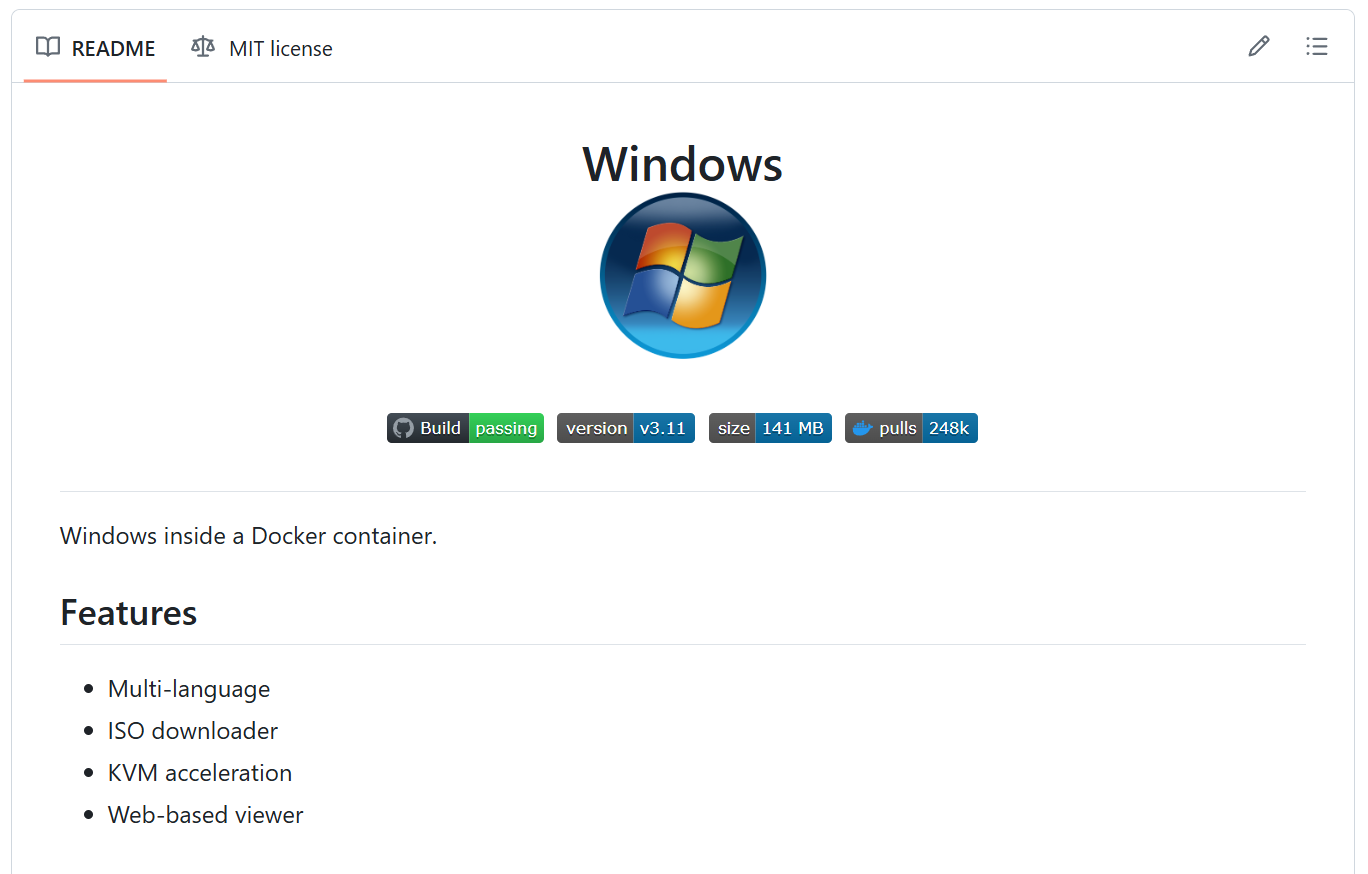 README MIT license
Windows
Build passing version v3.11 size 141 MB pulls 248k
Windows inside a Docker container.
Features
Multi-language
ISO downloader
KVM acceleration
Web-based viewer